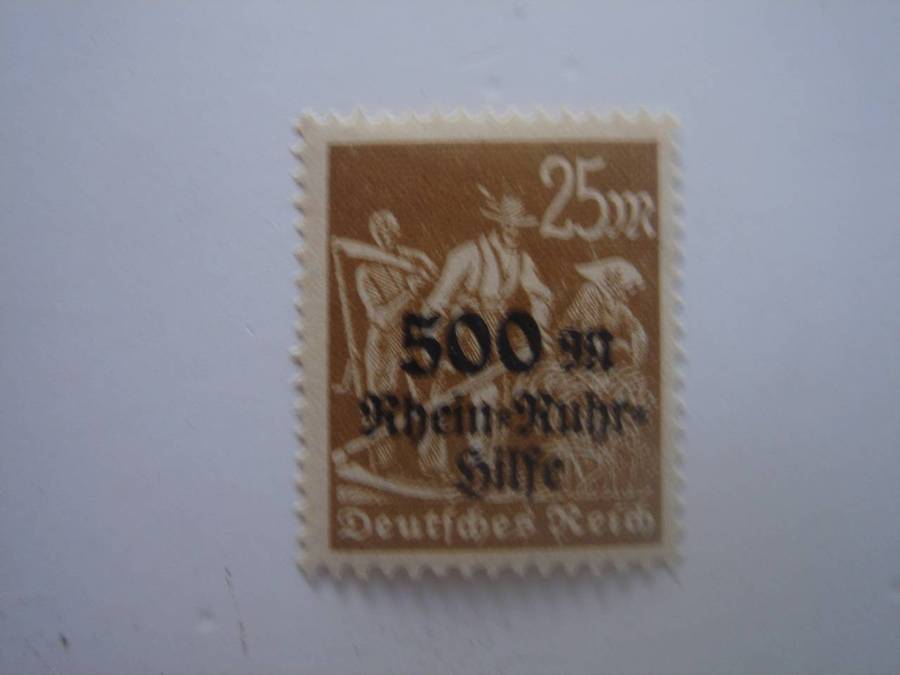 25 M
500 M
Rhein-Ruhr-
Hilfe
Deutsches Reich